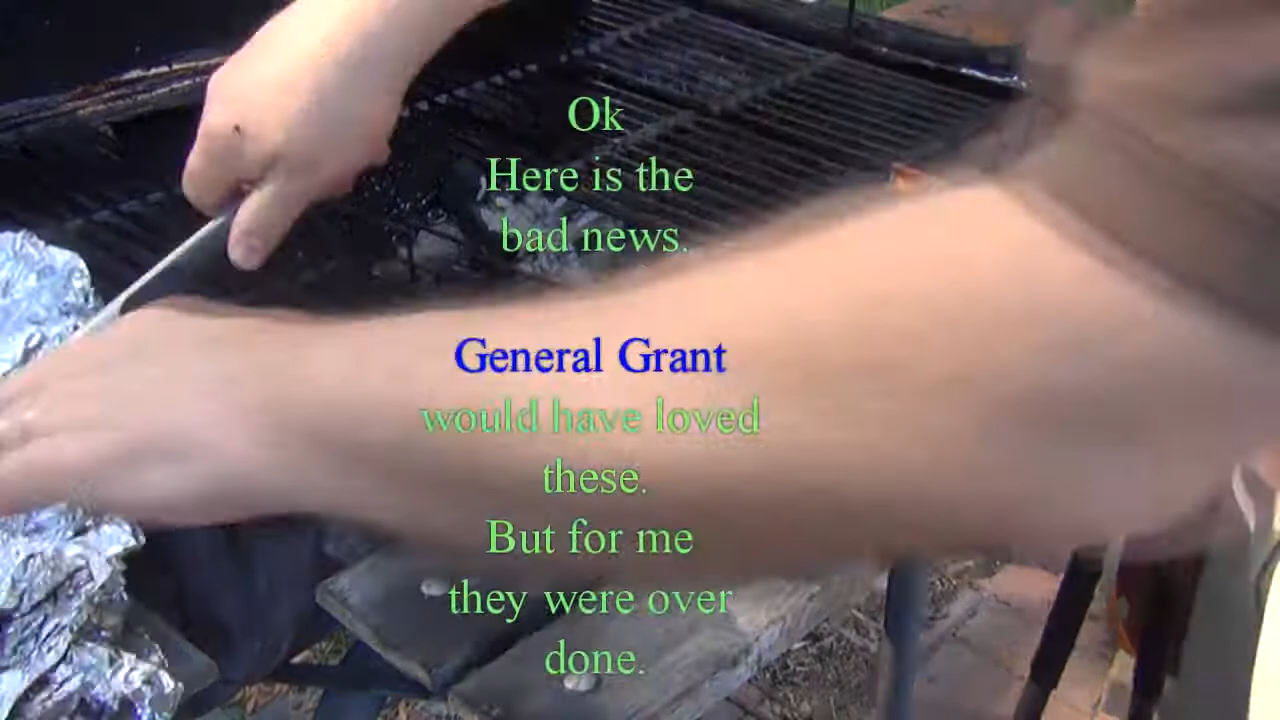 Ok
Here is the
bad news.
General Grant
would have loved
these.
But for me
they were over
done.